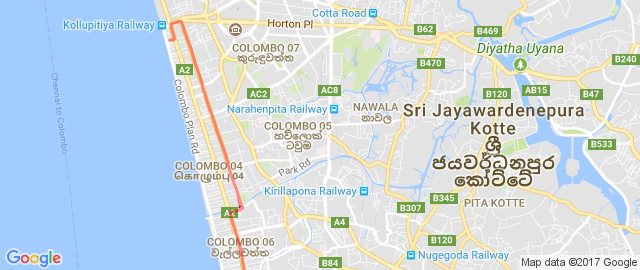 Kollupitiya Railway
Cotta Road
Horton Pl
B62
B469
Diyatha Uyana
B240
COLOMBO 07
කුරුඳුවත්ත
A2
AC2
AC8
B120
AB15
B47
Chennai to Colombo
Colombo Plan Rd
Narahenpita Railway
NAWALA
නාවල
Sri Jayawardenepura
Kotte
ශ්‍රී
ජයවර්ධනපුර
කෝට්ටේ
B533
COLOMBO 05
හව්ලොක්
ටවුම
Park Rd
COLOMBO 04
கொழும்பு 04
Kirillapona Railway
A2
B307
B345
PITA KOTTE
A4
COLOMBO 06
වැල්ලවත්ත
B120
B84
Nugegoda Railway
Google
Map data ©2017 Google